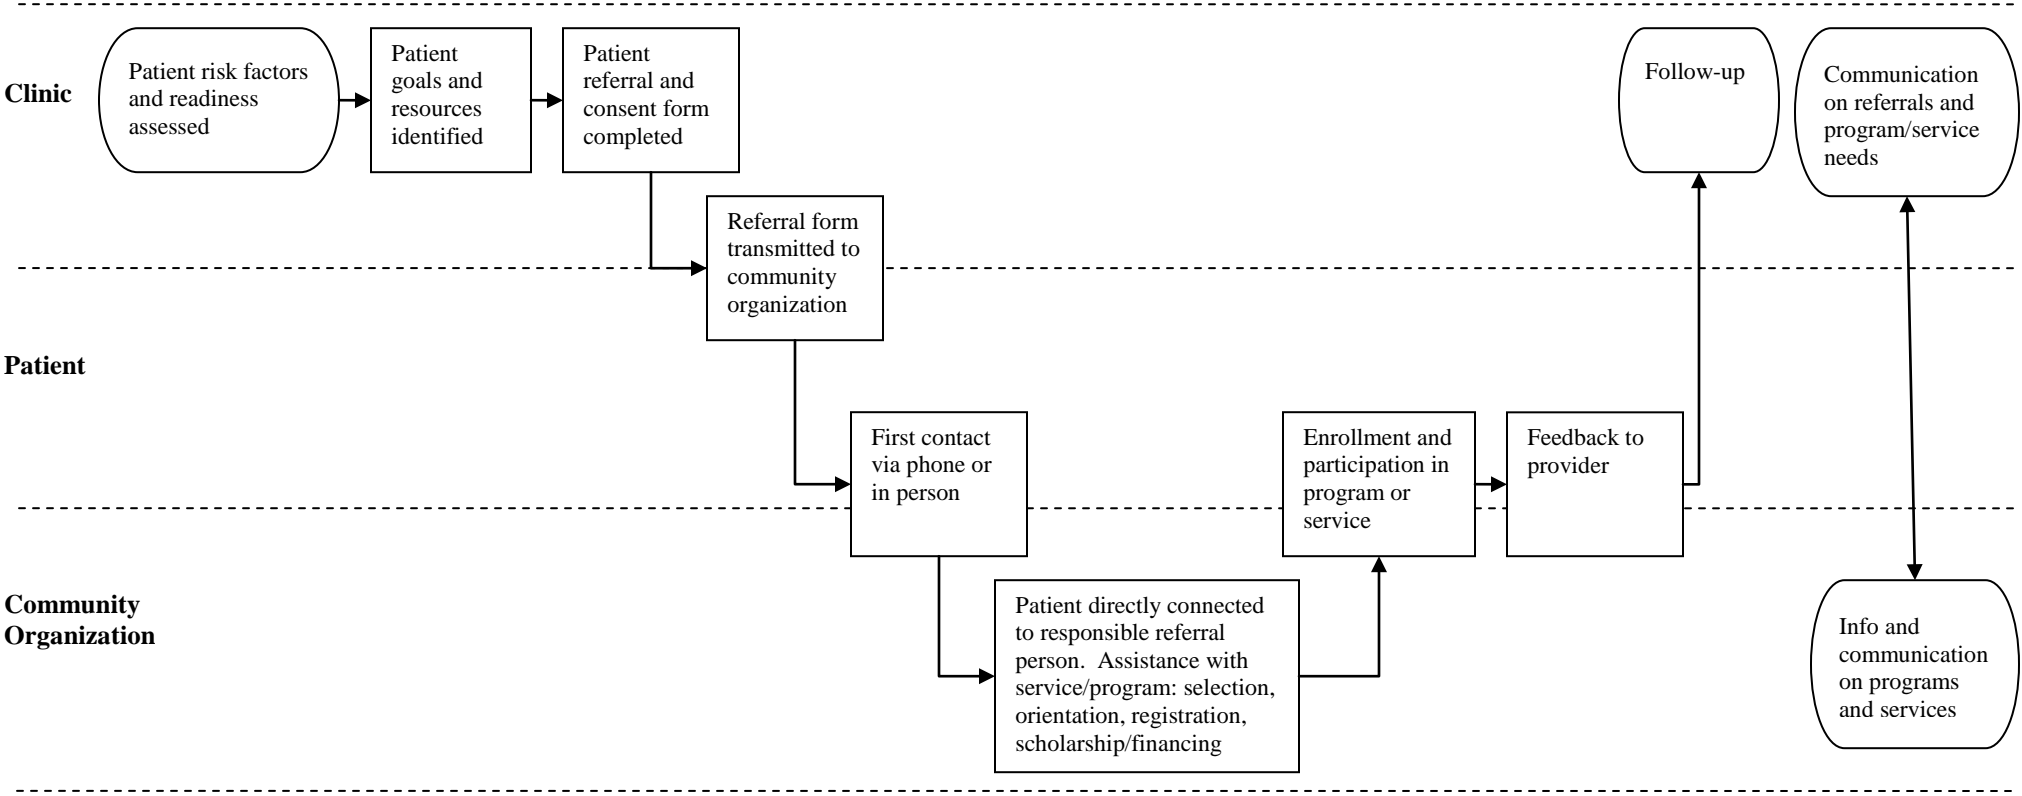 Clinic
Patient risk factors
and readiness
assessed
Patient
goals and
resources
identified
Patient
referral and
consent form
completed
Follow-up
Communication
on referrals and
program/service
needs
Referral form
transmitted to
community
organization
Patient
First contact
via phone or
in person
Enrollment and
participation in
program or
service
Feedback to
provider
Community
Organization
Patient directly connected
to responsible referral
person.  Assistance with
service/program: selection,
orientation, registration,
scholarship/financing
Info and
communication
on programs
and services